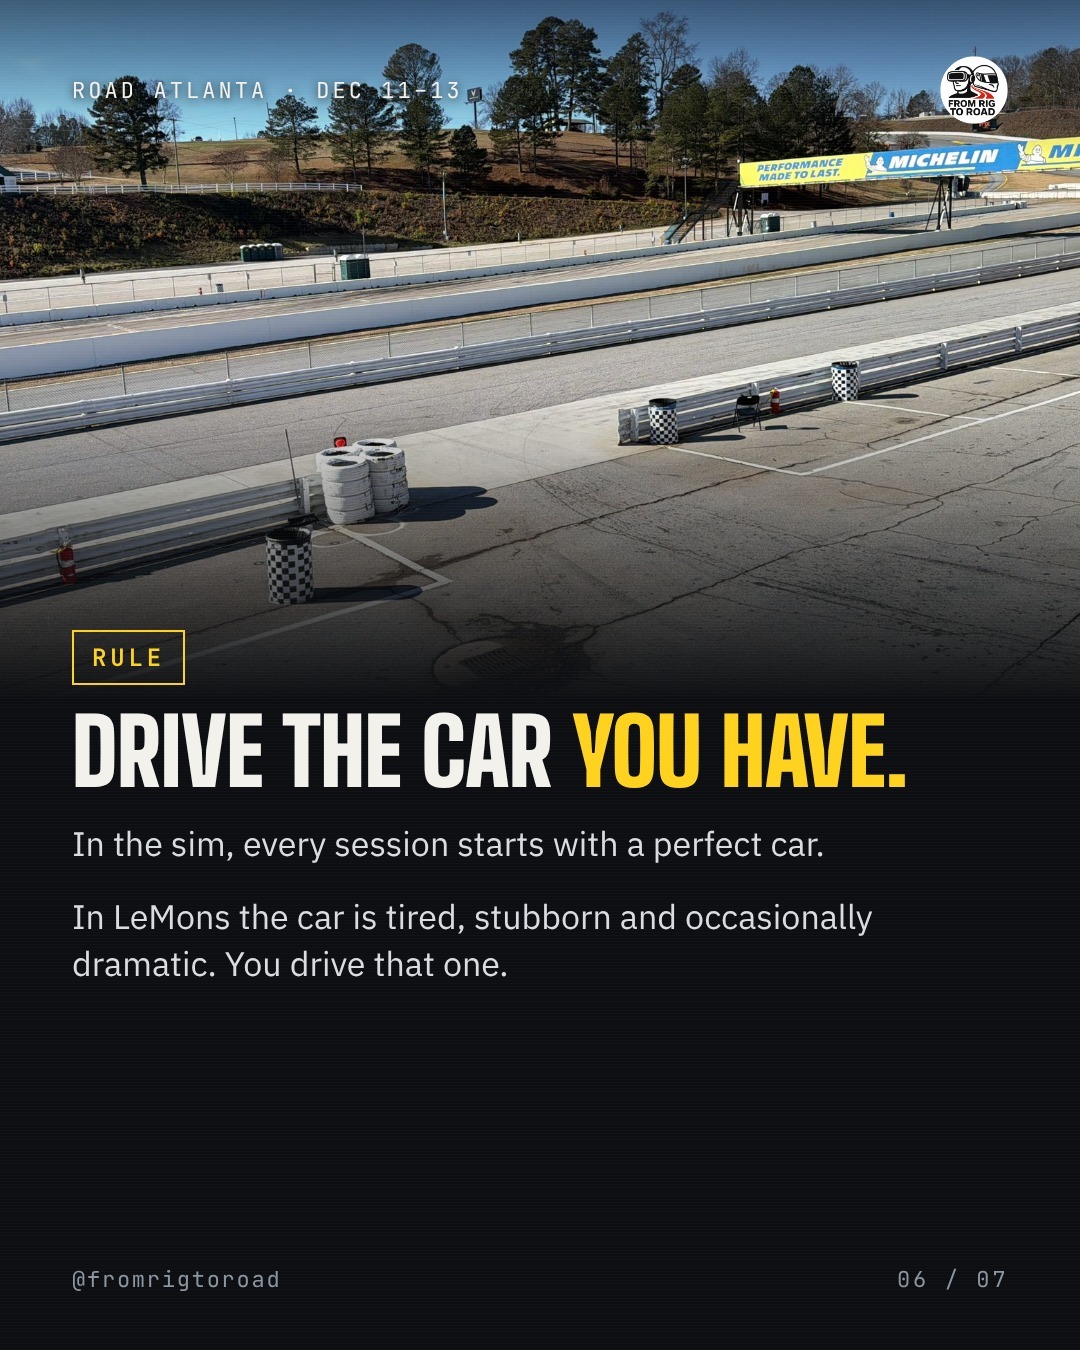 ROAD ATLANTA · DEC 11–13
FROM RIG
TO ROAD
PERFORMANCE
MADE TO LAST.
MICHELIN
MI
RULE
DRIVE THE CAR YOU HAVE.
In the sim, every session starts with a perfect car.
In LeMons the car is tired, stubborn and occasionally
dramatic. You drive that one.
@fromrigtoroad
06 / 07